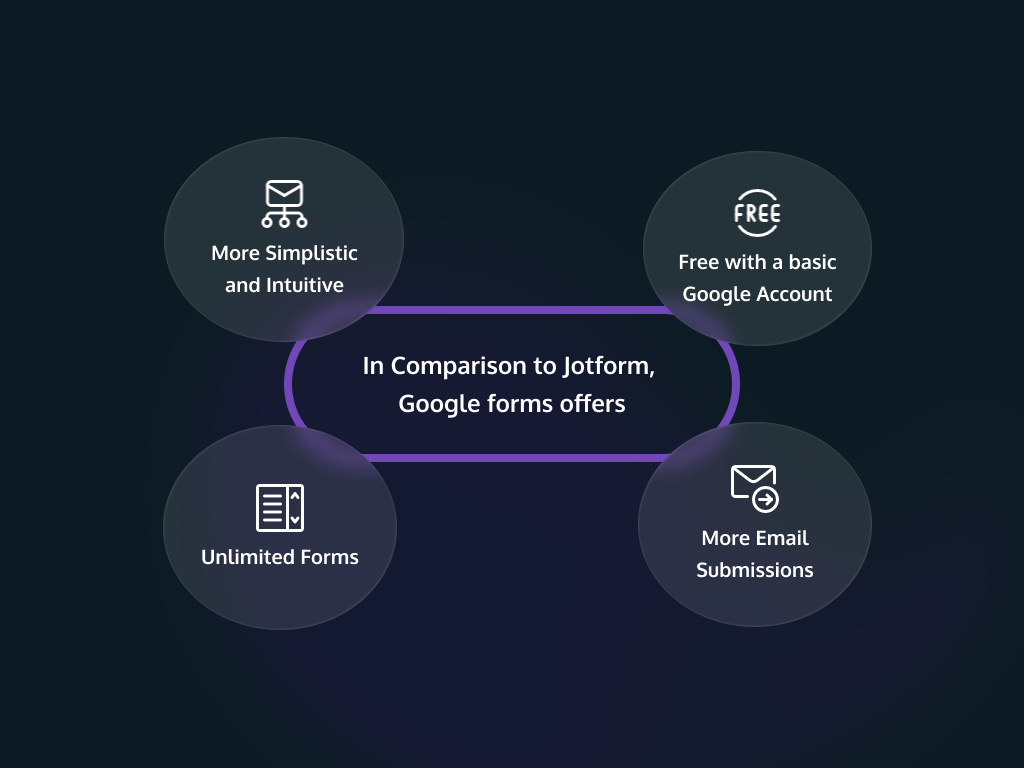 FREE
More Simplistic
and Intuitive
Free with a basic
Google Account
In Comparison to Jotform,
Google forms offers
Unlimited Forms
More Email
Submissions